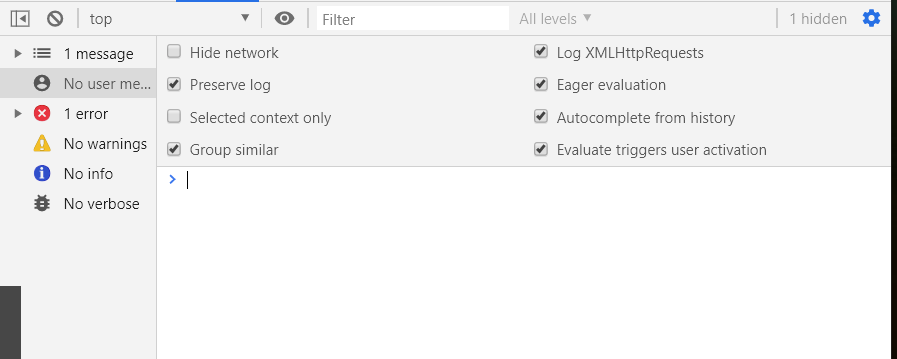 top Filter All levels 1 hidden
1 message
No user me...
1 error
No warnings
No info
No verbose
Hide network
Preserve log
Selected context only
Group similar
Log XMLHttpRequests
Eager evaluation
Autocomplete from history
Evaluate triggers user activation